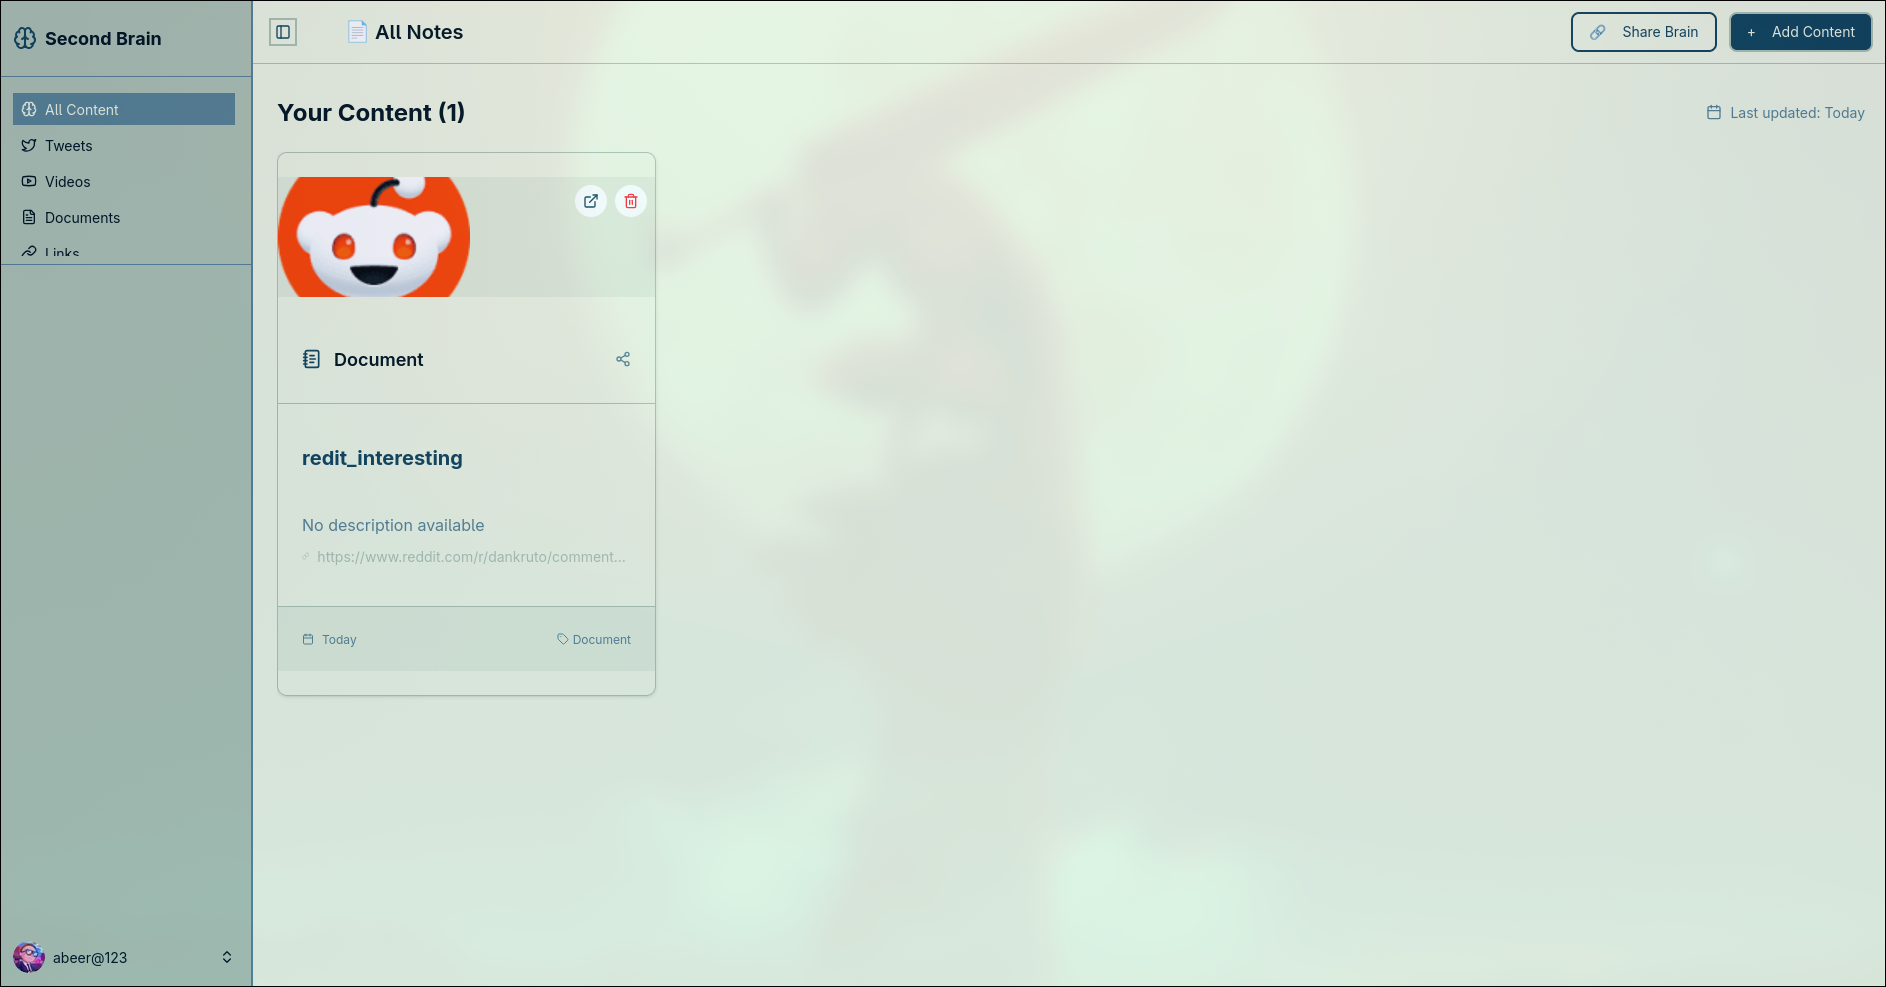 Second Brain
All Content
Tweets
Videos
Documents
Links
abeer@123
All Notes
Share Brain
+ Add Content
Your Content (1)
Last updated: Today
Document
redit_interesting
No description available
https://www.reddit.com/r/dankruto/comment...
Today
Document